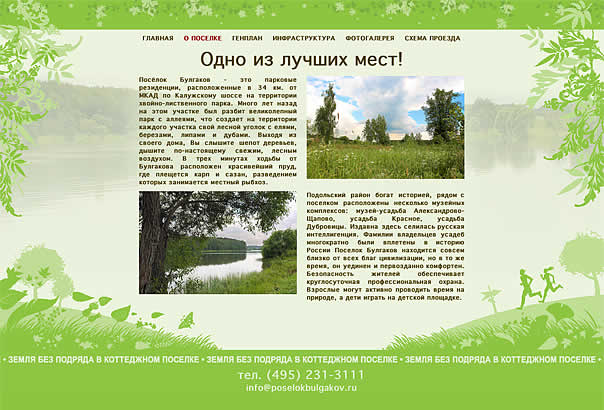 ГЛАВНАЯ О ПОСЕЛКЕ ГЕНПЛАН ИНФРАСТРУКТУРА ФОТОГАЛЕРЕЯ СХЕМА ПРОЕЗДА
Одно из лучших мест!
Посёлок Булгаков - это парковые
резиденции, расположенные в 34 км. от
МКАД по Калужскому шоссе на территории
хвойно-лиственного парка. Много лет назад
на этом участке был разбит великолепный
парк с аллеями, что создает на территории
каждого участка свой лесной уголок с елями,
березами, липами и дубами. Выходя из
своего дома, Вы слышите шепот деревьев,
дышите по-настоящему свежим, лесным
воздухом. В трех минутах ходьбы от
Булгакова расположен красивейший пруд,
где плещется карп и сазан, разведением
которых занимается местный рыбхоз.
Подольский район богат историей, рядом с
поселком расположены несколько музейных
комплексов: музей-усадьба Александрово-
Щапово, усадьба Красное, усадьба
Дубровицы. Издавна здесь селилась русская
интеллигенция. Фамилии владельцев усадеб
многократно были вплетены в историю
России Поселок Булгаков находится совсем
близко от всех благ цивилизации, но в то же
время, он уединен и первозданно комфортен.
Безопасность жителей обеспечивает
круглосуточная профессиональная охрана.
Взрослые могут активно проводить время на
природе, а дети играть на детской площадке.
• ЗЕМЛЯ БЕЗ ПОДРЯДА В КОТТЕДЖНОМ ПОСЕЛКЕ • ЗЕМЛЯ БЕЗ ПОДРЯДА В КОТТЕДЖНОМ ПОСЕЛКЕ • ЗЕМЛЯ БЕЗ ПОДРЯДА В КОТТЕДЖНОМ ПОСЕЛКЕ •
тел. (495) 231-3111
info@poselokbulgakov.ru